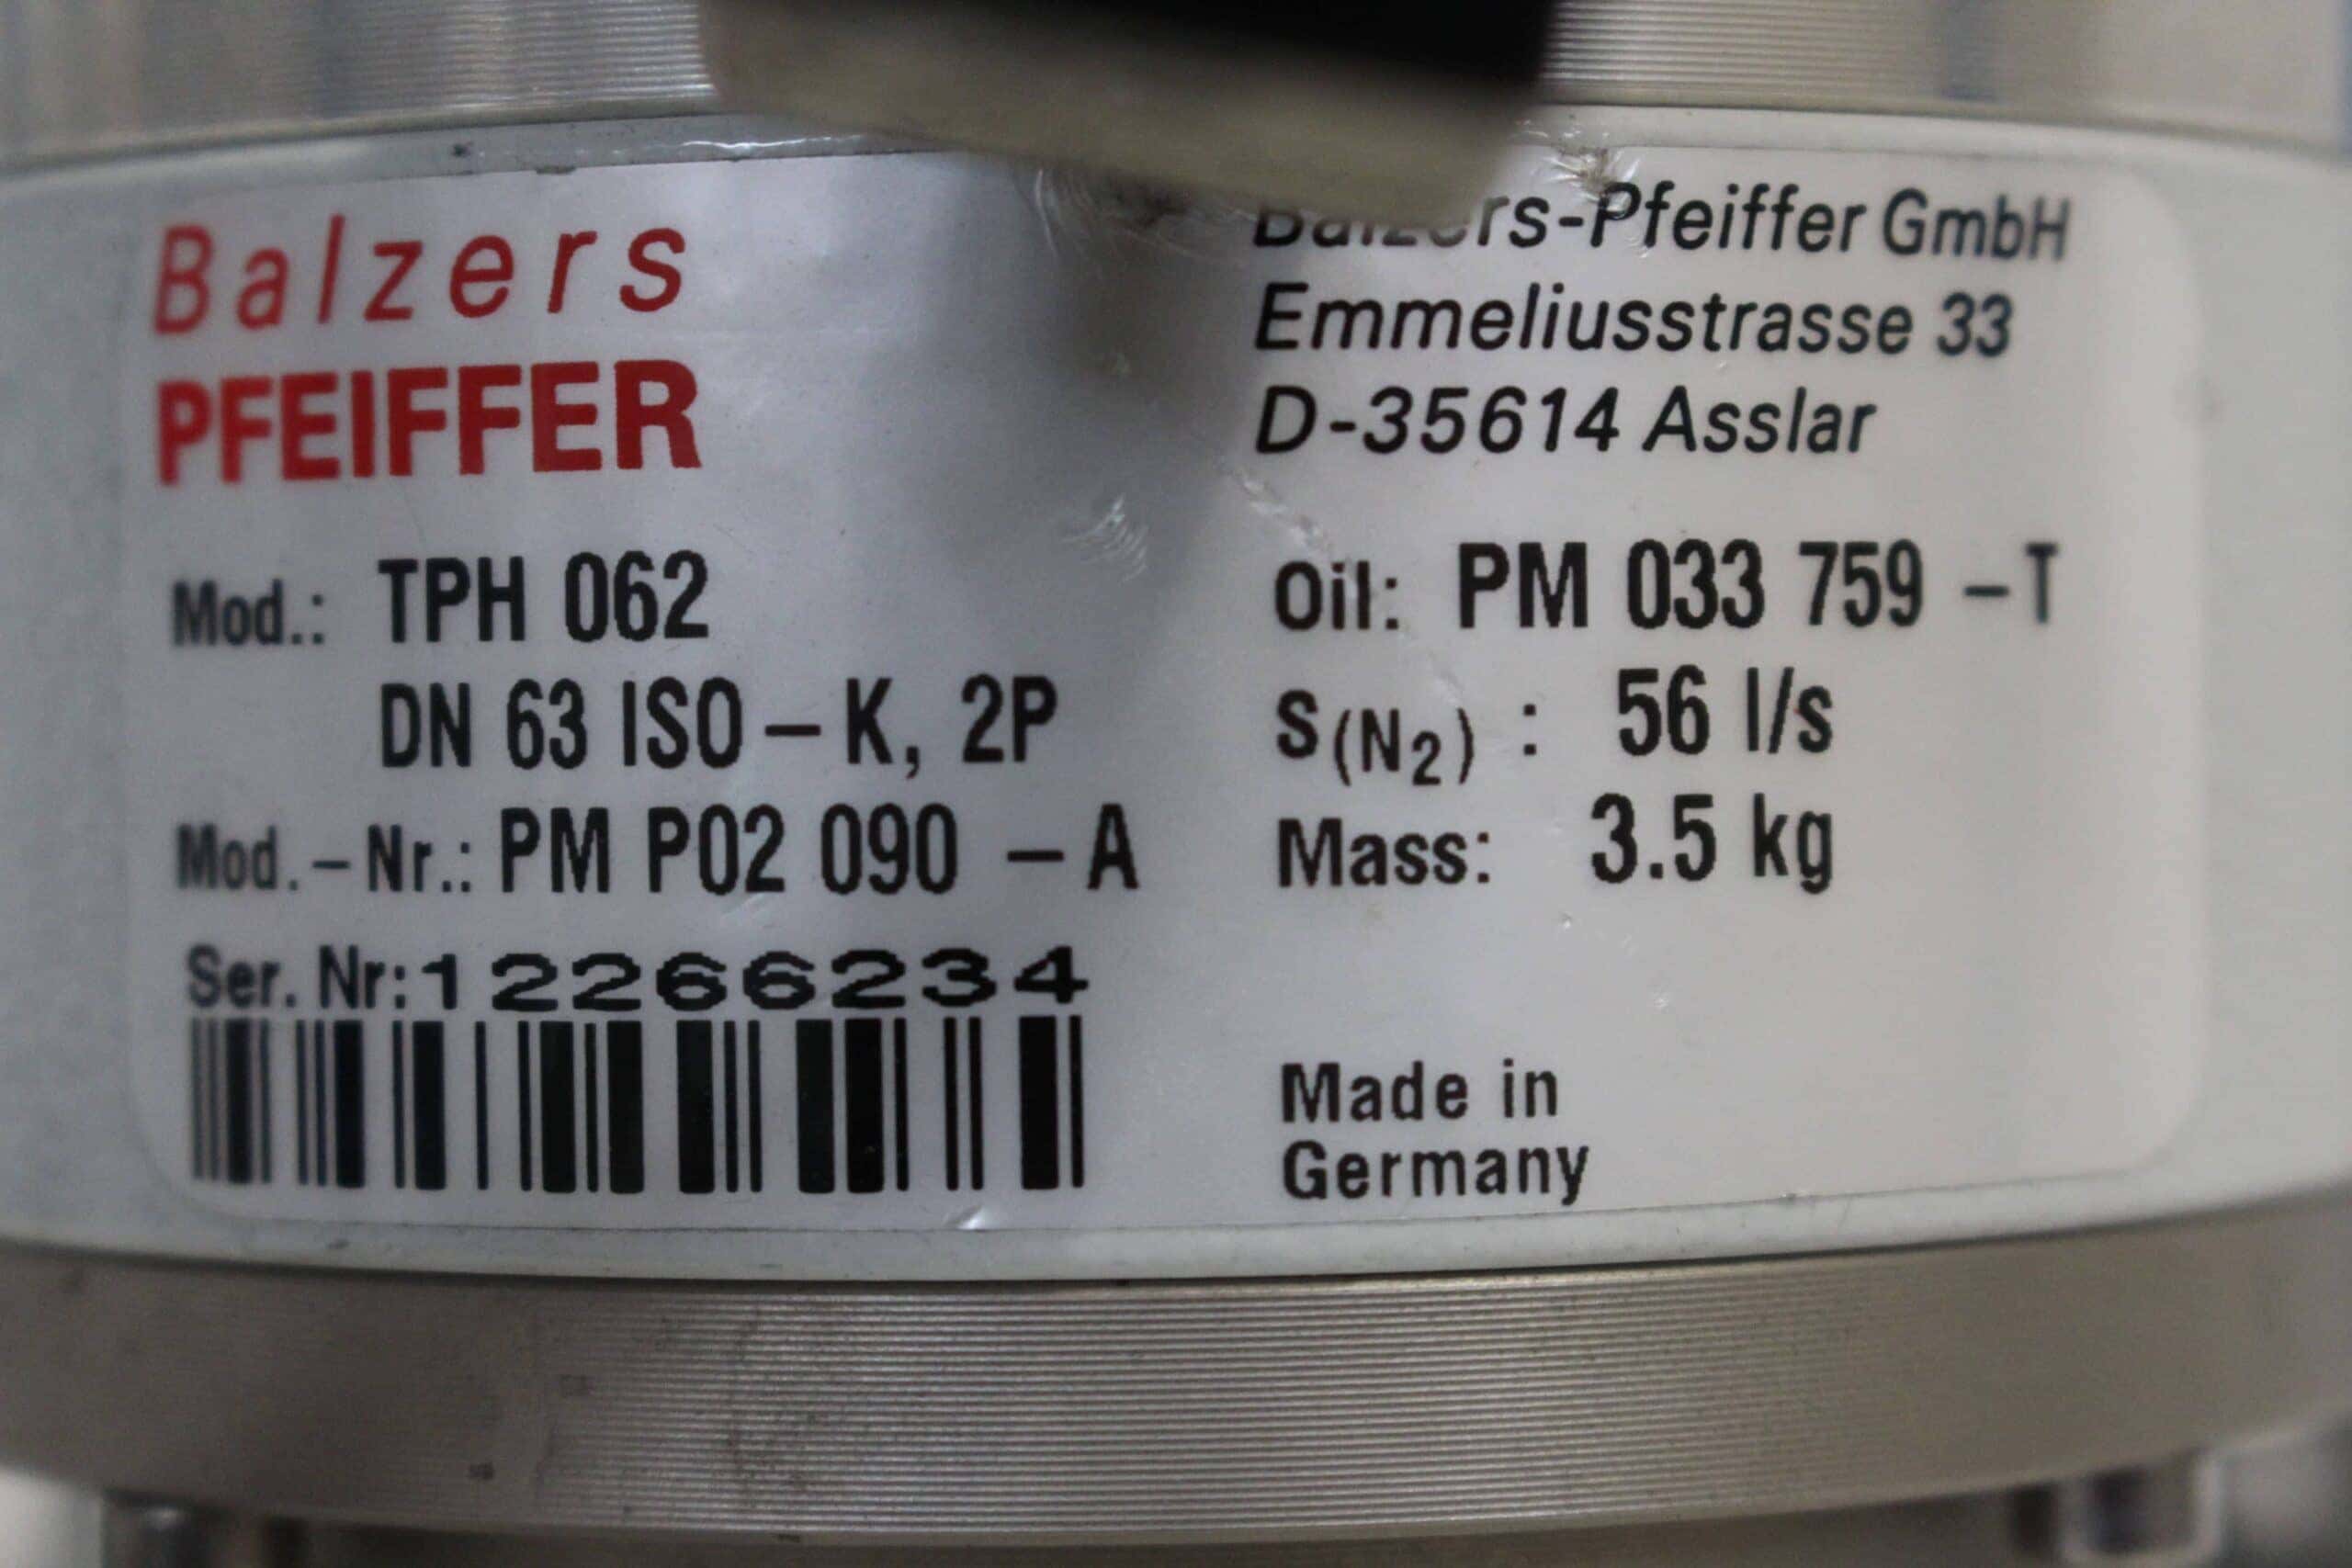 Balzers
PFEIFFER
Mod.: TPH 062
DN 63 ISO – K, 2P
Mod. – Nr.: PM P02 090 – A
Ser. Nr: 12266234
Balzers-Pfeiffer GmbH
Emmeliusstrasse 33
D-35614 Asslar
Oil: PM 033 759 – T
S(N₂) : 56 l/s
Mass: 3.5 kg
Made in
Germany